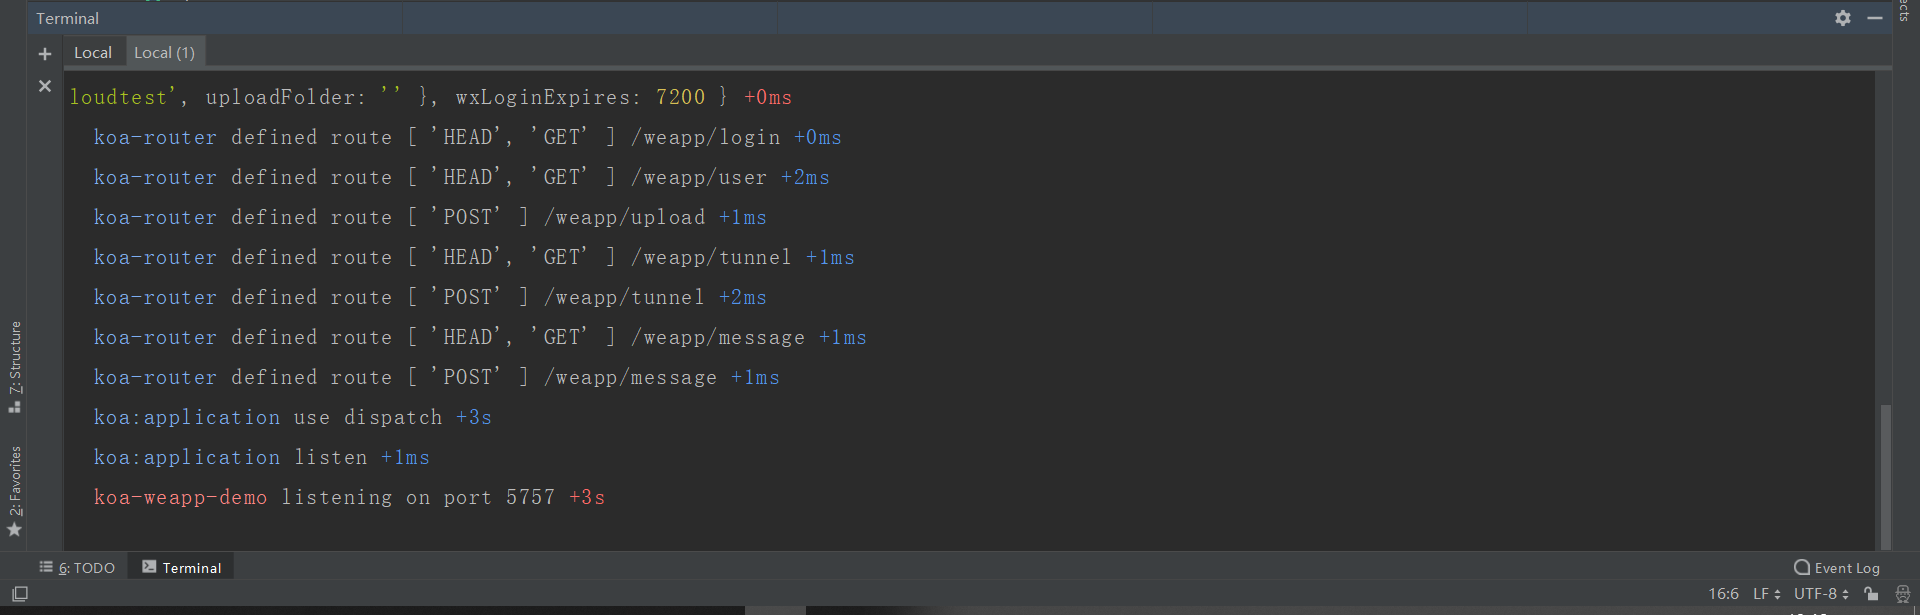 ects
Terminal
Local Local (1)
loudtest', uploadFolder: '' }, wxLoginExpires: 7200 } +0ms
koa-router defined route [ 'HEAD', 'GET' ] /weapp/login +0ms
koa-router defined route [ 'HEAD', 'GET' ] /weapp/user +2ms
koa-router defined route [ 'POST' ] /weapp/upload +1ms
koa-router defined route [ 'HEAD', 'GET' ] /weapp/tunnel +1ms
koa-router defined route [ 'POST' ] /weapp/tunnel +2ms
koa-router defined route [ 'HEAD', 'GET' ] /weapp/message +1ms
koa-router defined route [ 'POST' ] /weapp/message +1ms
koa:application use dispatch +3s
koa:application listen +1ms
koa-weapp-demo listening on port 5757 +3s
7: Structure
2: Favorites
6: TODO Terminal Event Log
16:6 LF UTF-8